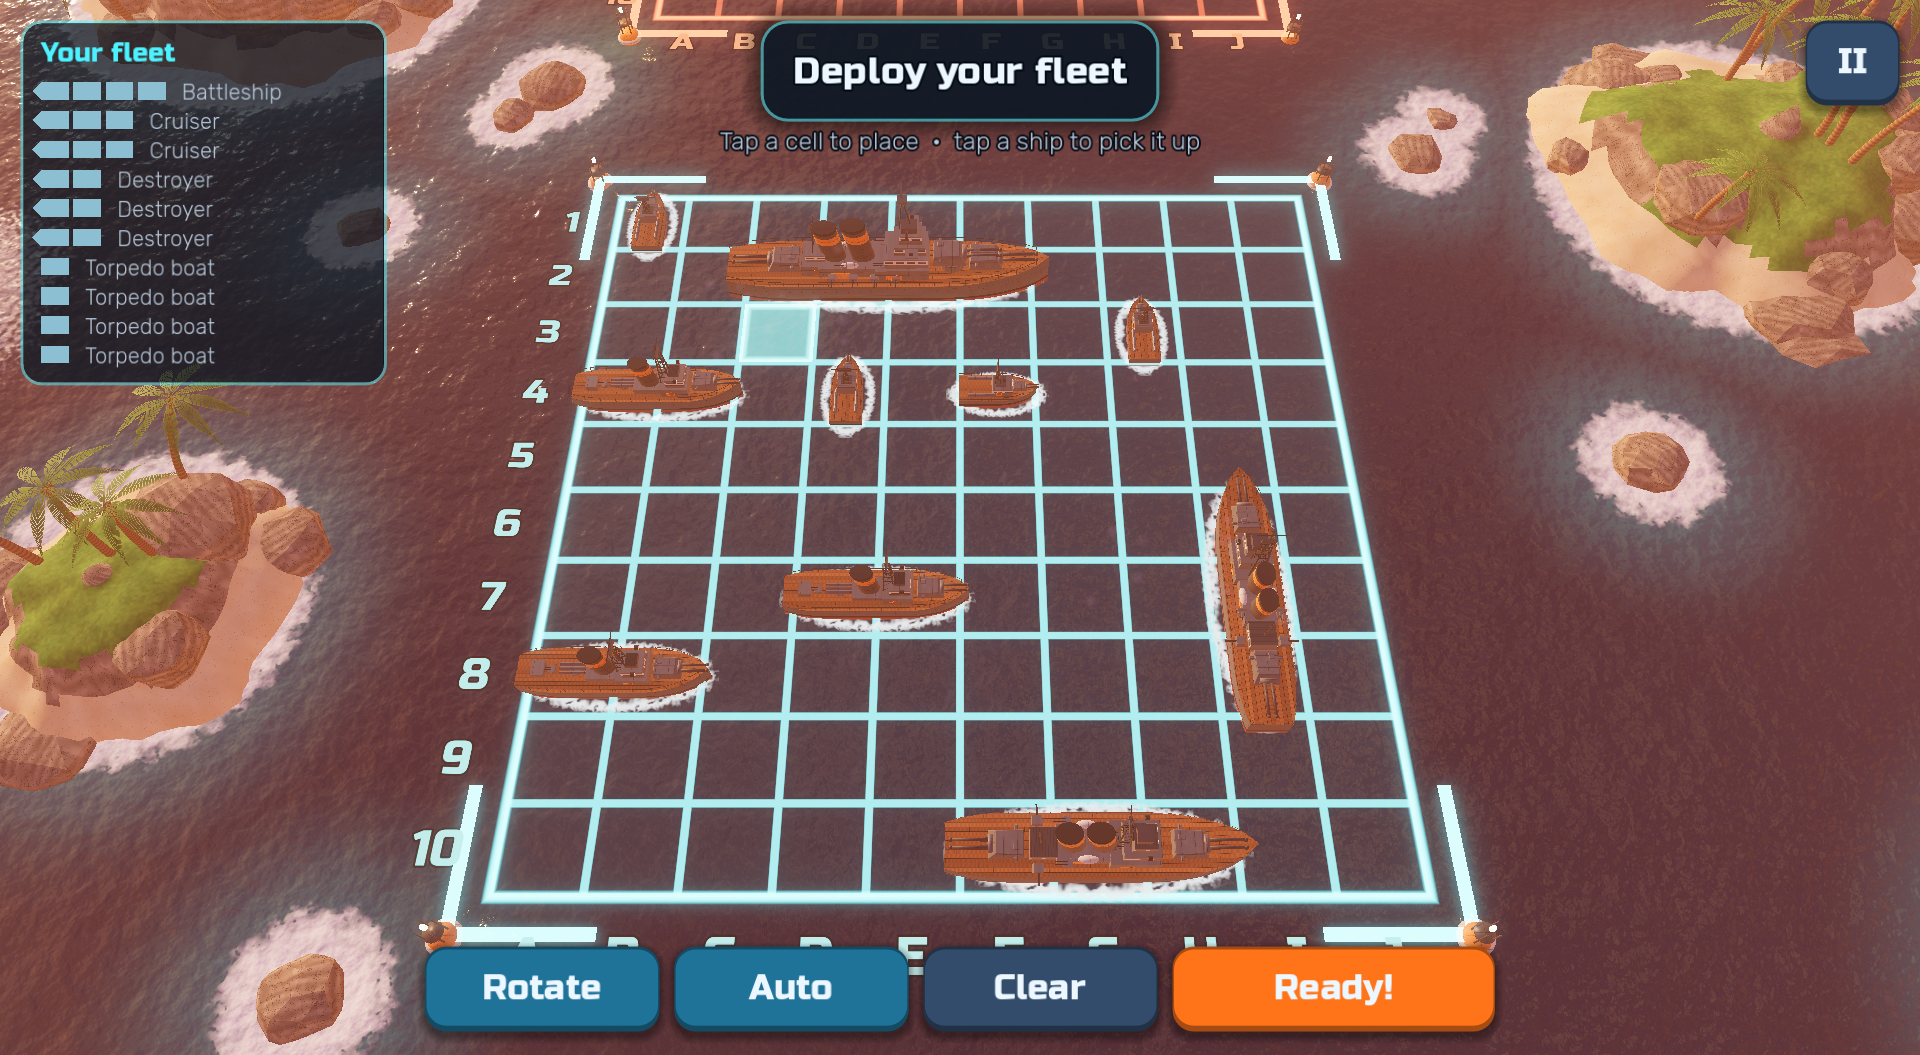 A B C D E F G H I J
Your fleet
Battleship
Cruiser
Cruiser
Destroyer
Destroyer
Destroyer
Torpedo boat
Torpedo boat
Torpedo boat
Torpedo boat
Deploy your fleet
Tap a cell to place • tap a ship to pick it up
II
1
2
3
4
5
6
7
8
9
10
A B C D E F G H I J
Rotate
Auto
Clear
Ready!